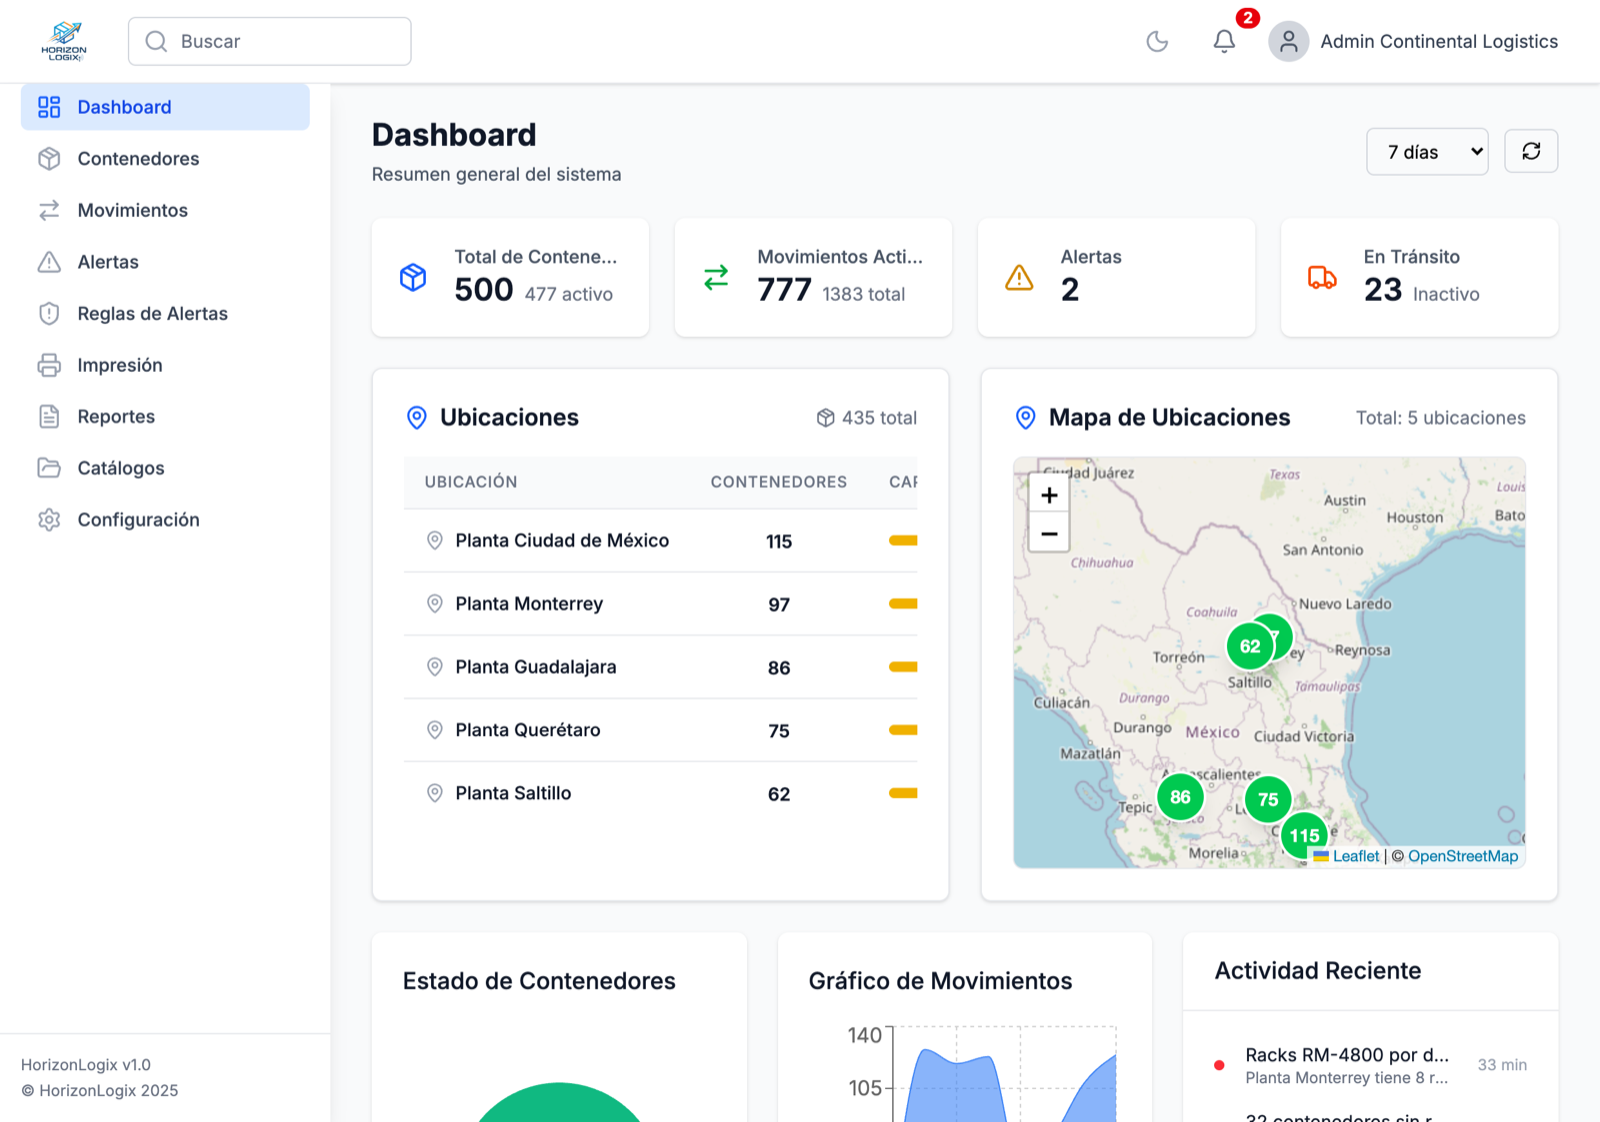 HORIZON
LOGIX
Buscar
2
Admin Continental Logistics
Dashboard
Contenedores
Movimientos
Alertas
Reglas de Alertas
Impresión
Reportes
Catálogos
Configuración
HorizonLogix v1.0
© HorizonLogix 2025
Dashboard
Resumen general del sistema
7 días
Total de Contene...
500 477 activo
Movimientos Acti...
777 1383 total
Alertas
2
En Tránsito
23 Inactivo
Ubicaciones
435 total
UBICACIÓN CONTENEDORES
Planta Ciudad de México 115
Planta Monterrey 97
Planta Guadalajara 86
Planta Querétaro 75
Planta Saltillo 62
Mapa de Ubicaciones
Total: 5 ubicaciones
+
−
Ciudad Juárez
Texas
Austin
Houston
San Antonio
Chihuahua
Coahuila
Nuevo Laredo
62
Reynosa
Torreón
Saltillo
Tamaulipas
Durango
Culiacán
Durango
México
Ciudad Victoria
Mazatlán
86
75
Tepic
115
Morelia
Leaflet | © OpenStreetMap
Estado de Contenedores
Gráfico de Movimientos
140
105
Actividad Reciente
Racks RM-4800 por d... 33 min
Planta Monterrey tiene 8 r...
32 contenedores sin r